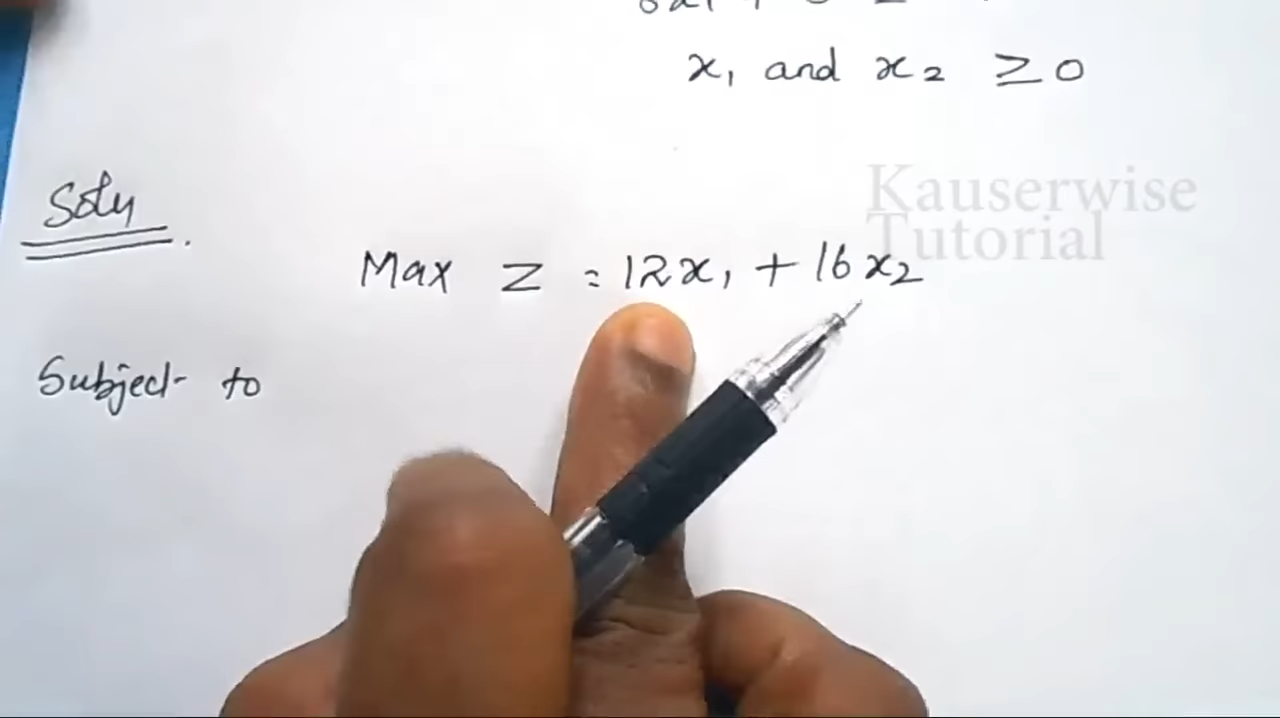 x₁ and x₂ ≥ 0
Kauserwise
Tutorial
Soln
Max Z = 12x₁ + 16x₂
Subject to